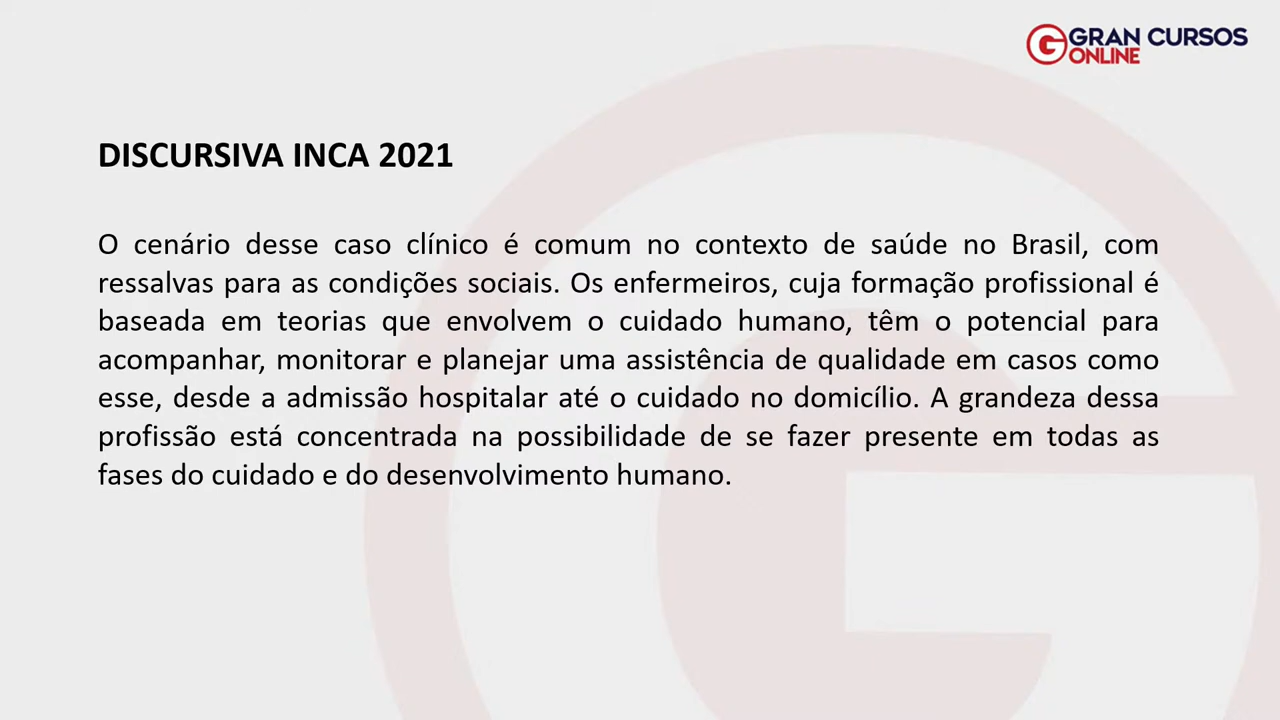 GRAN CURSOS
ONLINE
DISCURSIVA INCA 2021
O cenário desse caso clínico é comum no contexto de saúde no Brasil, com
ressalvas para as condições sociais. Os enfermeiros, cuja formação profissional é
baseada em teorias que envolvem o cuidado humano, têm o potencial para
acompanhar, monitorar e planejar uma assistência de qualidade em casos como
esse, desde a admissão hospitalar até o cuidado no domicílio. A grandeza dessa
profissão está concentrada na possibilidade de se fazer presente em todas as
fases do cuidado e do desenvolvimento humano.